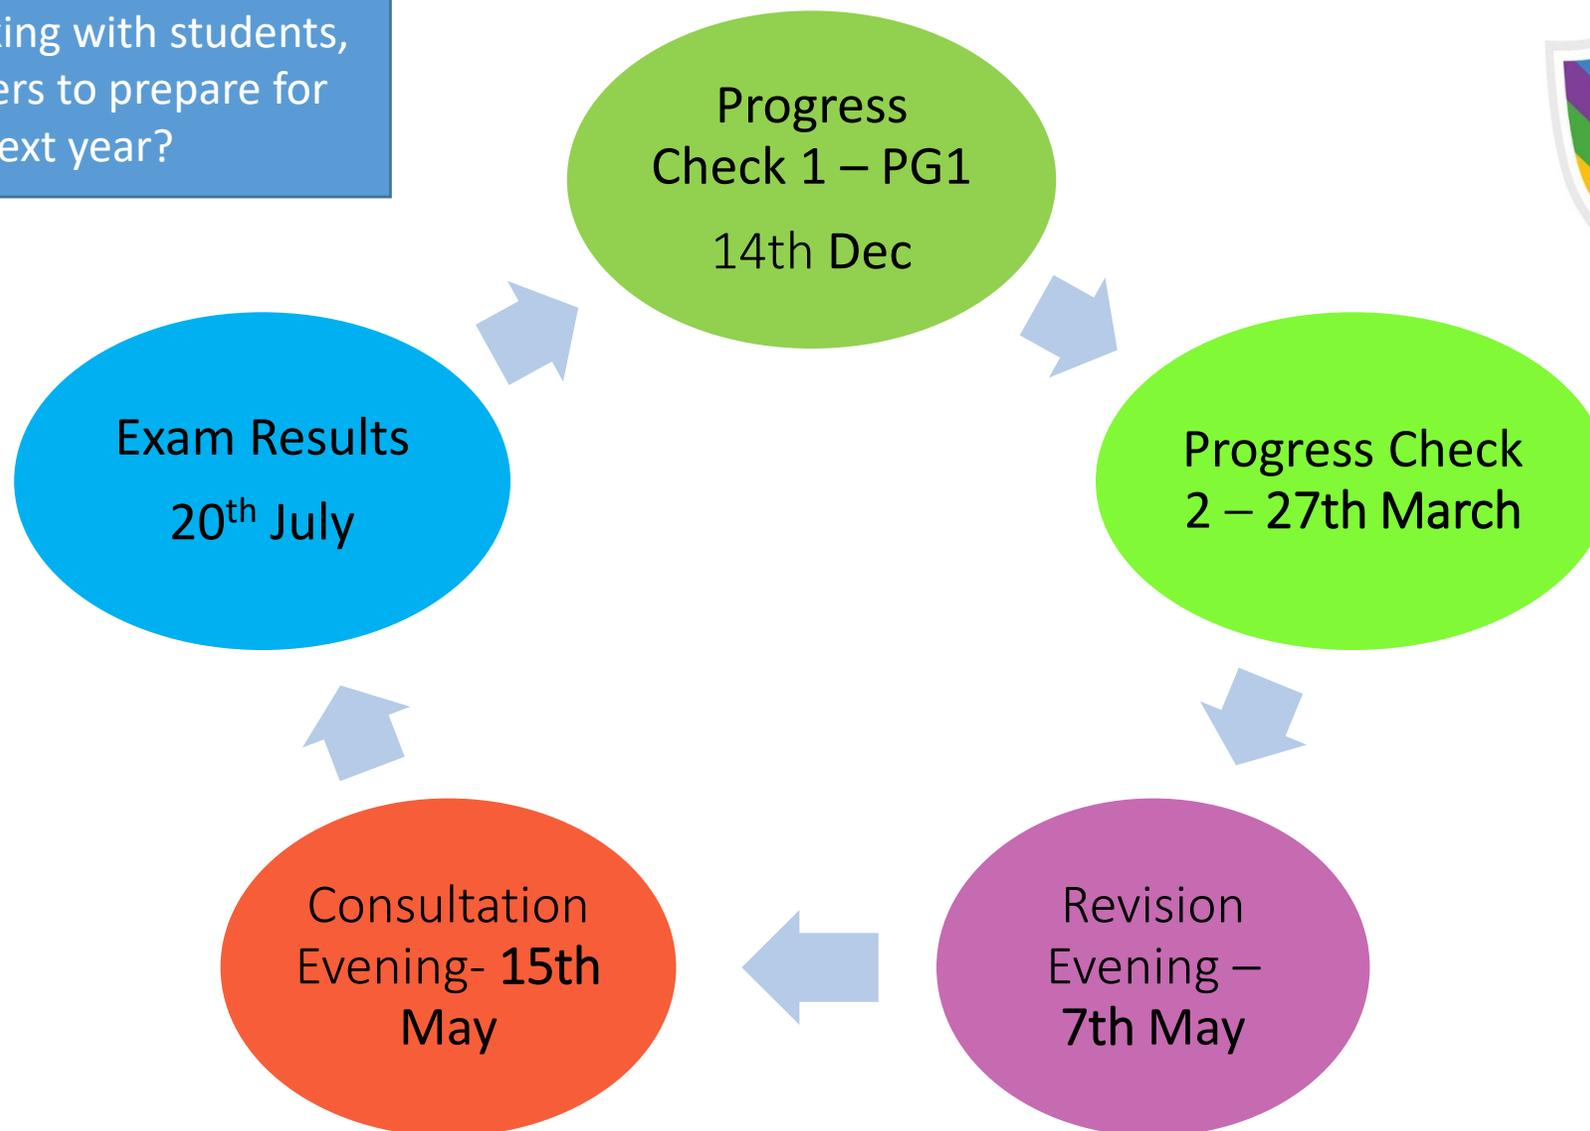 king with students,
ers to prepare for
ext year?
Progress
Check 1 – PG1
14th Dec
Progress Check
2 – 27th March
Revision
Evening –
7th May
Consultation
Evening- 15th
May
Exam Results
20th July